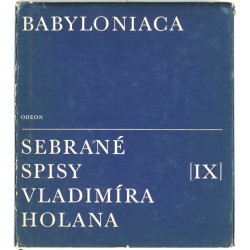 BABYLONIACA
ODEON
SEBRANÉ
SPISY [IX]
VLADIMÍRA
HOLANA